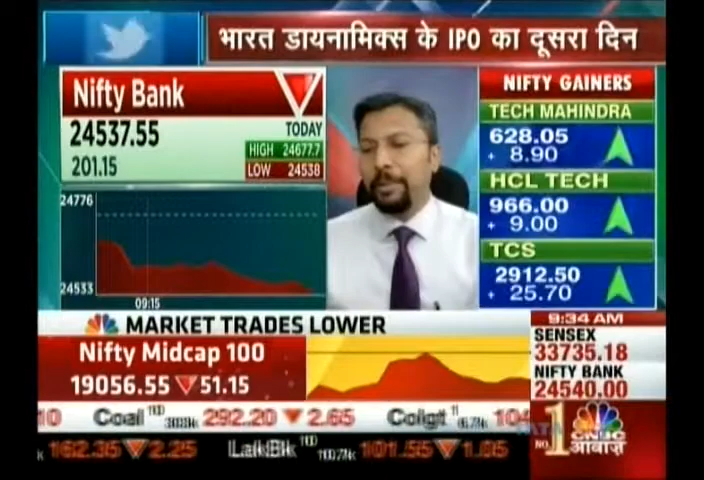 भारत डायनामिक्स के IPO का दूसरा दिन
Nifty Bank
24537.55
TODAY
201.15
HIGH 24677.7
LOW 24538
24776
24533
09:15
NIFTY GAINERS
TECH MAHINDRA
628.05
+ 8.90
HCL TECH
966.00
+ 9.00
TCS
2912.50
+ 25.70
MARKET TRADES LOWER
9:34 AM
Nifty Midcap 100
19056.55 51.15
SENSEX
33735.18
NIFTY BANK
24540.00
Coal 292.20 2.65 Colgt
162.35 2.25 LakBk 101.55 1.05
NO. 1 CNBC
आवाज़